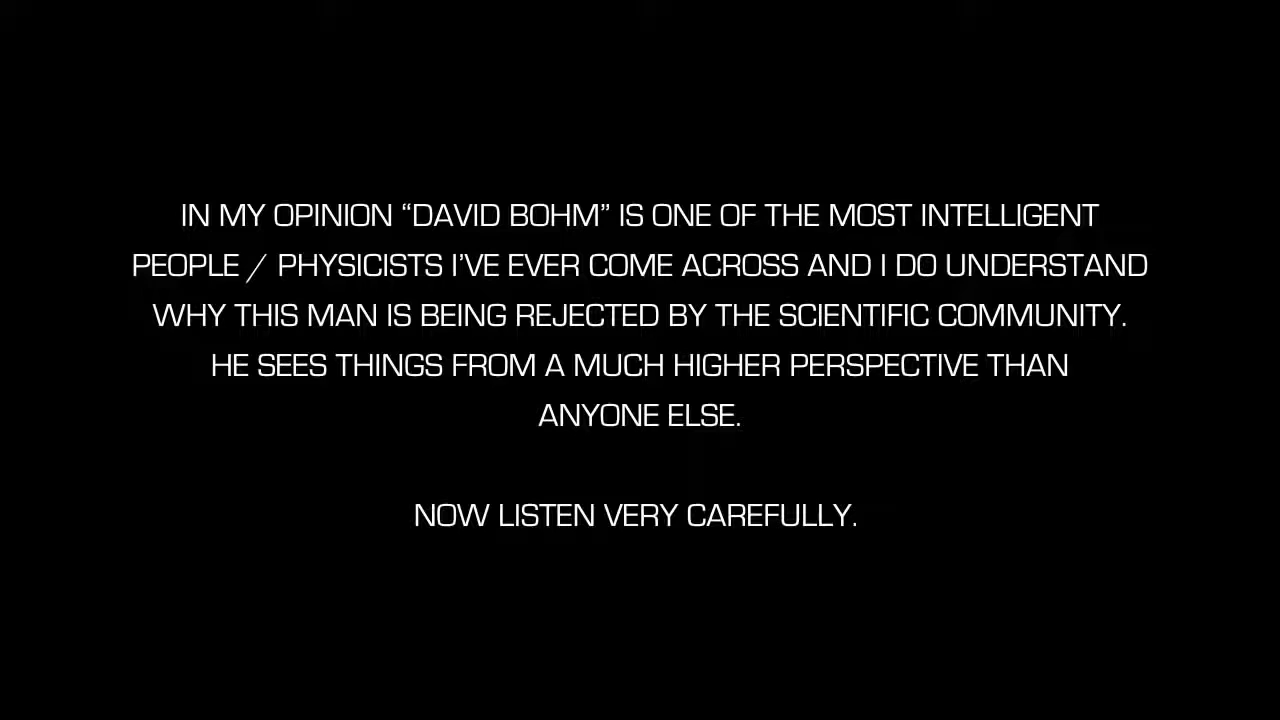 IN MY OPINION “DAVID BOHM” IS ONE OF THE MOST INTELLIGENT
PEOPLE / PHYSICISTS I’VE EVER COME ACROSS AND I DO UNDERSTAND
WHY THIS MAN IS BEING REJECTED BY THE SCIENTIFIC COMMUNITY.
HE SEES THINGS FROM A MUCH HIGHER PERSPECTIVE THAN
ANYONE ELSE.
NOW LISTEN VERY CAREFULLY.